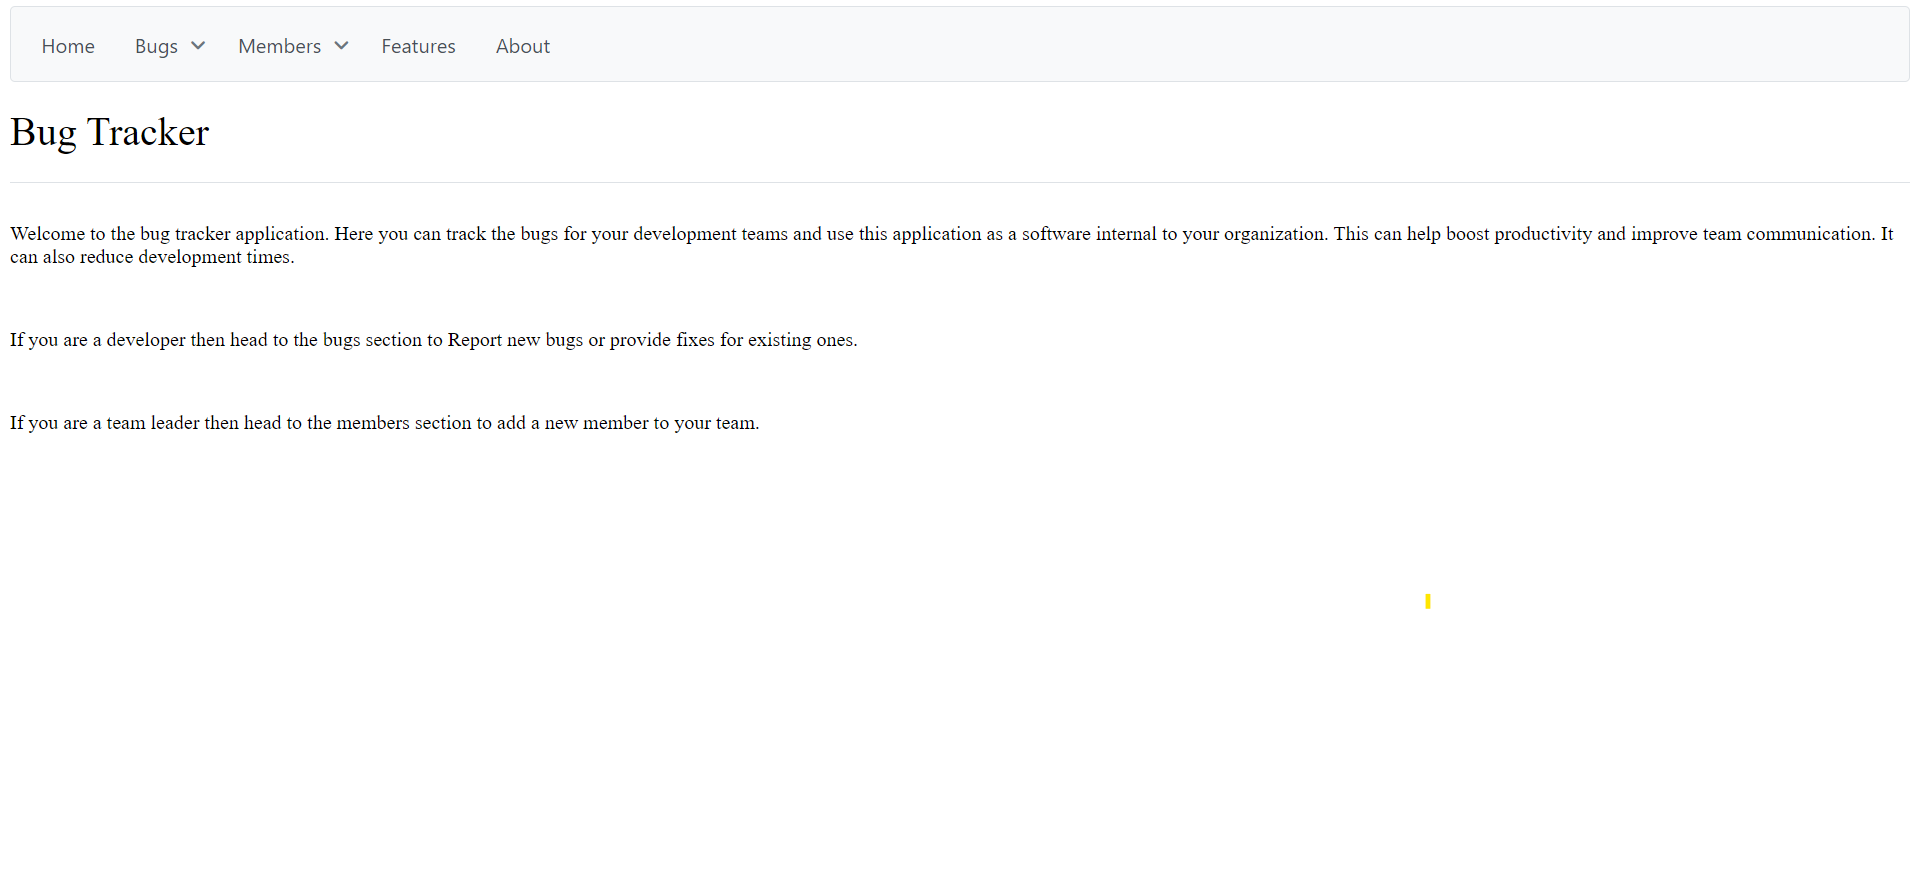 Home Bugs Members Features About
Bug Tracker
Welcome to the bug tracker application. Here you can track the bugs for your development teams and use this application as a software internal to your organization. This can help boost productivity and improve team communication. It
can also reduce development times.
If you are a developer then head to the bugs section to Report new bugs or provide fixes for existing ones.
If you are a team leader then head to the members section to add a new member to your team.